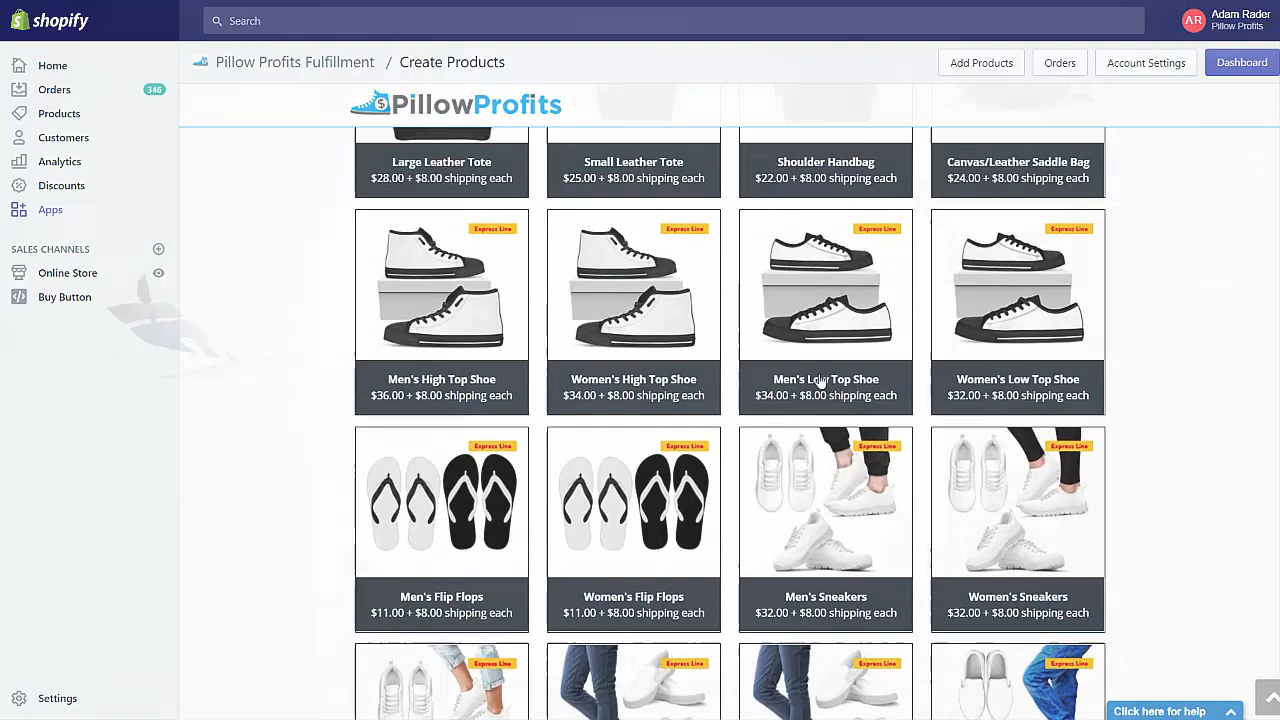 shopify
Search
AR
Adam Rader
Pillow Profits
Home
Orders
346
Products
Customers
Analytics
Discounts
Apps
SALES CHANNELS
Online Store
Buy Button
Settings
Pillow Profits Fulfillment / Create Products
Add Products
Orders
Account Settings
Dashboard
$ PillowProfits
Large Leather Tote
$28.00 + $8.00 shipping each
Small Leather Tote
$25.00 + $8.00 shipping each
Shoulder Handbag
$22.00 + $8.00 shipping each
Canvas/Leather Saddle Bag
$24.00 + $8.00 shipping each
Express Line
Men's High Top Shoe
$36.00 + $8.00 shipping each
Express Line
Women's High Top Shoe
$34.00 + $8.00 shipping each
Express Line
Men's Low Top Shoe
$34.00 + $8.00 shipping each
Express Line
Women's Low Top Shoe
$32.00 + $8.00 shipping each
Express Line
Men's Flip Flops
$11.00 + $8.00 shipping each
Express Line
Women's Flip Flops
$11.00 + $8.00 shipping each
Express Line
Men's Sneakers
$32.00 + $8.00 shipping each
Express Line
Women's Sneakers
$32.00 + $8.00 shipping each
Express Line
Express Line
Express Line
Express Line
Click here for help